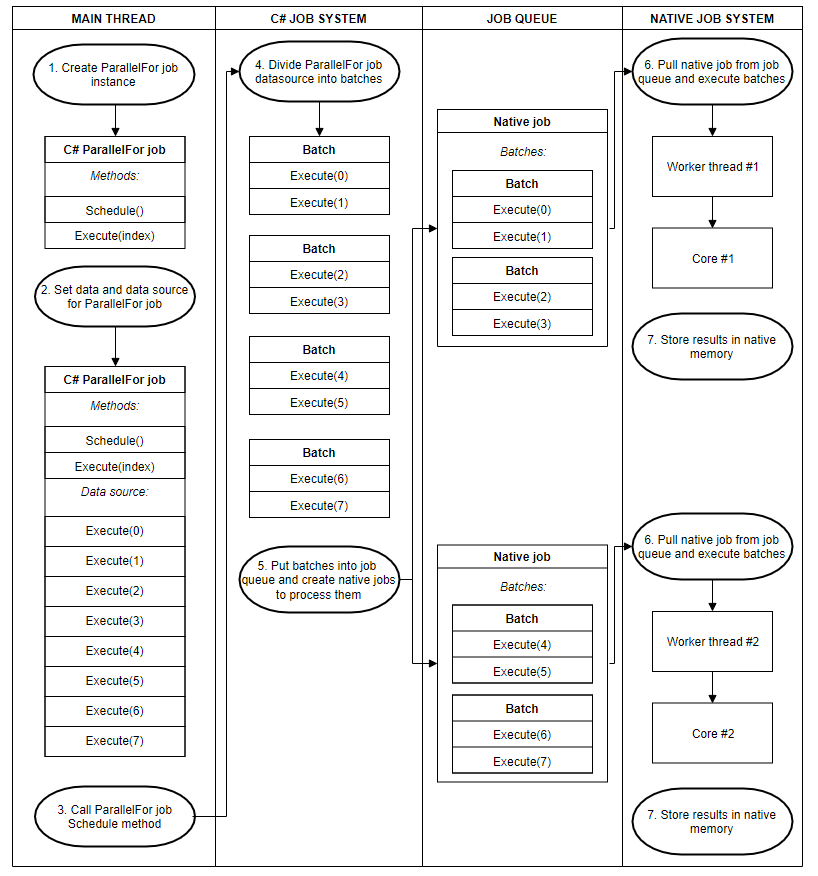 MAIN THREAD
1. Create ParallelFor job
instance
C# ParallelFor job
Methods:
Schedule()
Execute(index)
2. Set data and data source
for ParallelFor job
C# ParallelFor job
Methods:
Schedule()
Execute(index)
Data source:
Execute(0)
Execute(1)
Execute(2)
Execute(3)
Execute(4)
Execute(5)
Execute(6)
Execute(7)
3. Call ParallelFor job
Schedule method
C# JOB SYSTEM
4. Divide ParallelFor job
datasource into batches
Batch
Execute(0)
Execute(1)
Batch
Execute(2)
Execute(3)
Batch
Execute(4)
Execute(5)
Batch
Execute(6)
Execute(7)
5. Put batches into job
queue and create native jobs
to process them
JOB QUEUE
Native job
Batches:
Batch
Execute(0)
Execute(1)
Batch
Execute(2)
Execute(3)
Native job
Batches:
Batch
Execute(4)
Execute(5)
Batch
Execute(6)
Execute(7)
NATIVE JOB SYSTEM
6. Pull native job from job
queue and execute batches
Worker thread #1
Core #1
7. Store results in native
memory
6. Pull native job from job
queue and execute batches
Worker thread #2
Core #2
7. Store results in native
memory